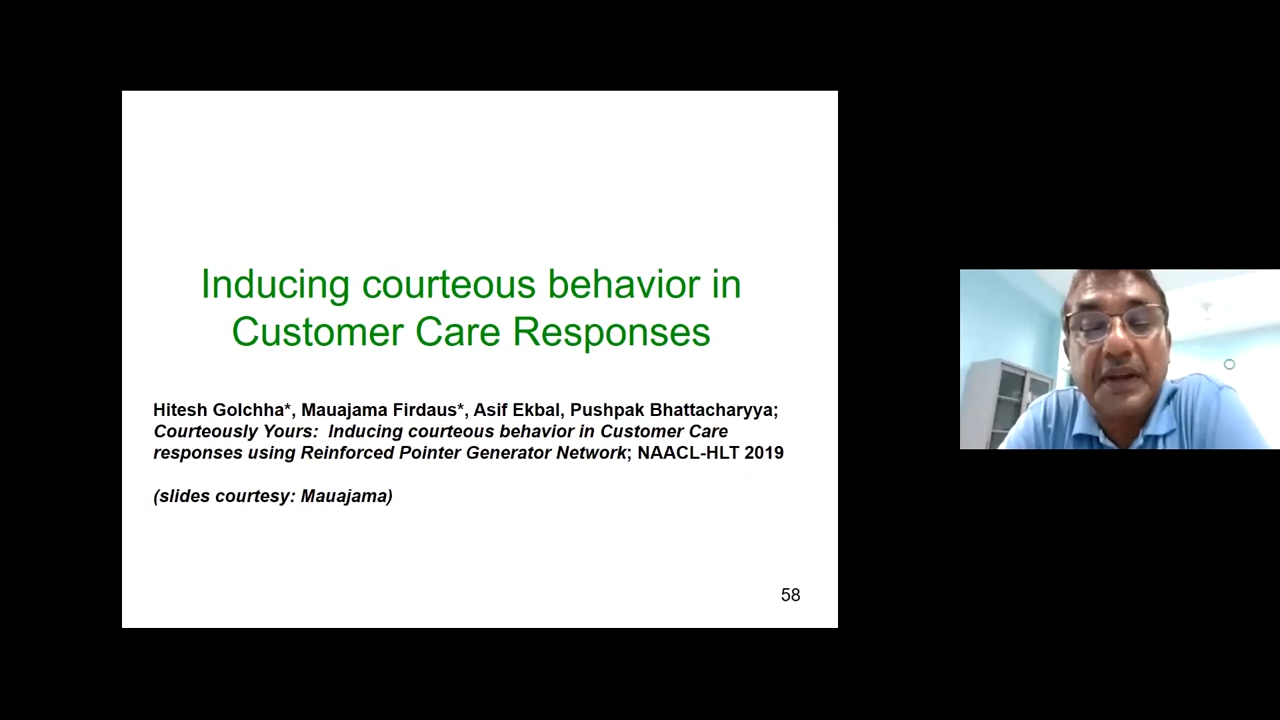 Inducing courteous behavior in
Customer Care Responses
Hitesh Golchha*, Mauajama Firdaus*, Asif Ekbal, Pushpak Bhattacharyya;
Courteously Yours: Inducing courteous behavior in Customer Care
responses using Reinforced Pointer Generator Network; NAACL-HLT 2019
(slides courtesy: Mauajama)
58